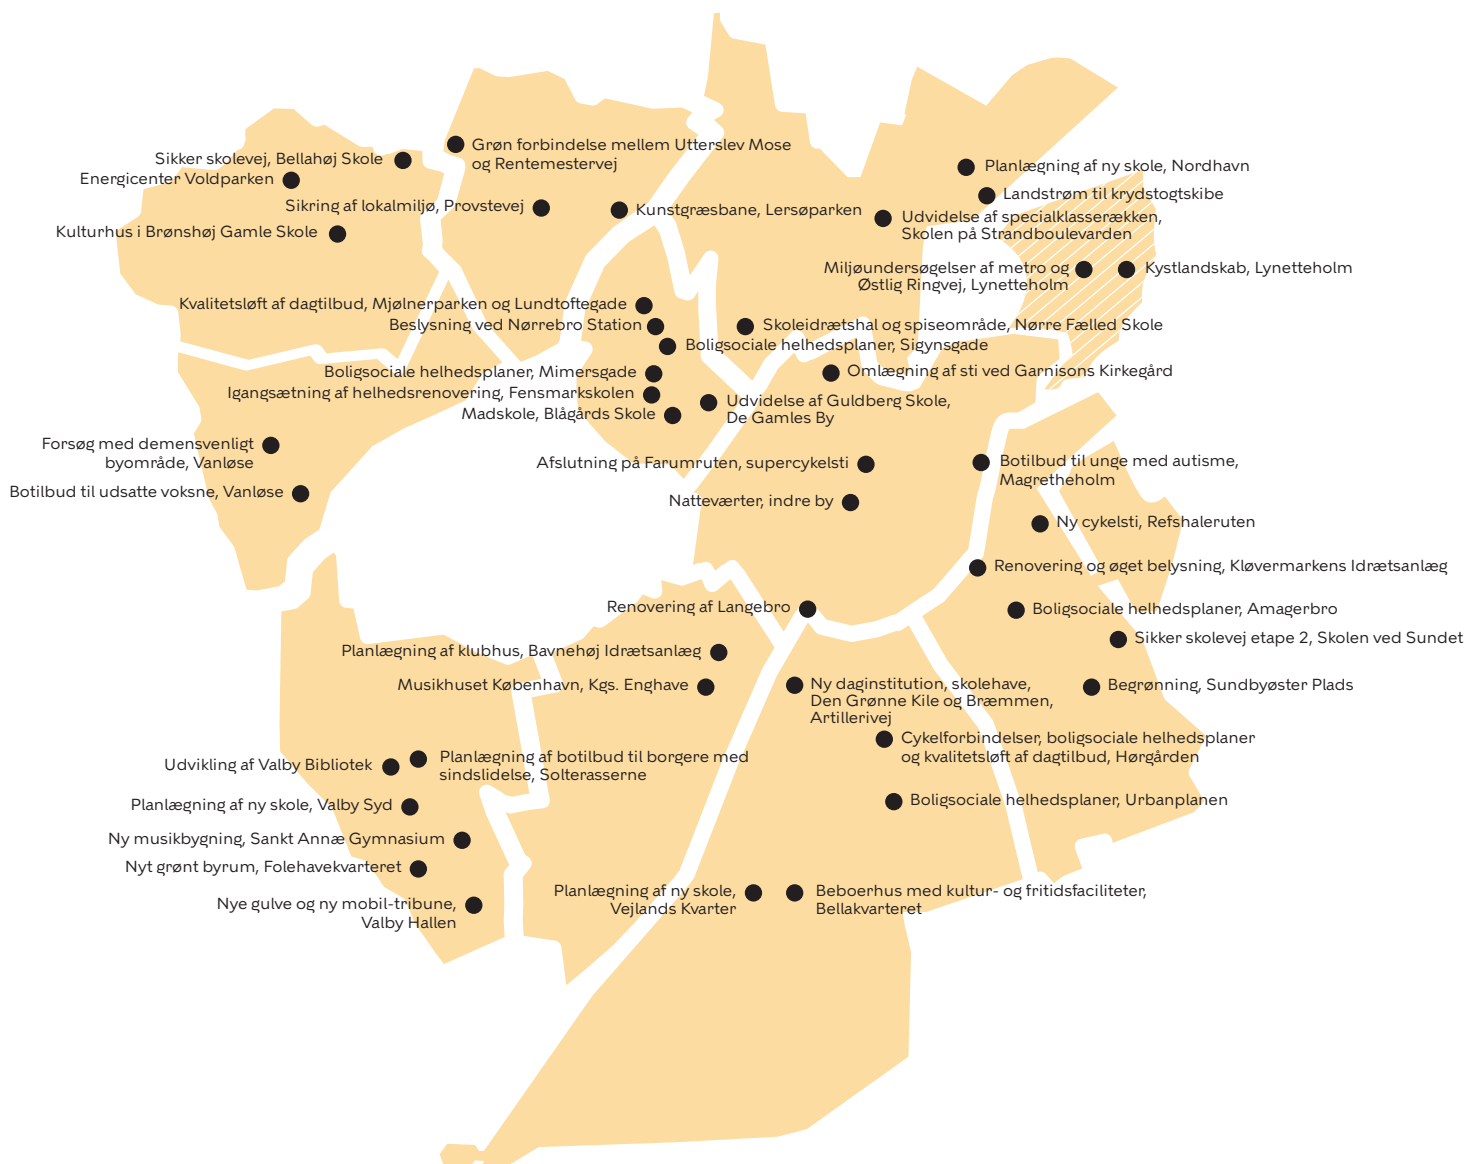 Grøn forbindelse mellem Utterslev Mose
og Rentemestervej
Sikker skolevej, Bellahøj Skole
Energicenter Voldparken
Planlægning af ny skole, Nordhavn
Landstrøm til krydstogtskibe
Sikring af lokalmiljø, Provstevej
Kunstgræsbane, Lersøparken
Udvidelse af specialklasserækken,
Skolen på Strandboulevarden
Kulturhus i Brønshøj Gamle Skole
Miljøundersøgelser af metro og
Østlig Ringvej, Lynetteholm
Kystlandskab, Lynetteholm
Kvalitetsløft af dagtilbud, Mjølnerparken og Lundtoftegade
Beslysning ved Nørrebro Station
Skoleidrætshal og spiseområde, Nørre Fælled Skole
Boligsociale helhedsplaner, Sigynsgade
Boligsociale helhedsplaner, Mimersgade
Omlægning af sti ved Garnisons Kirkegård
Igangsætning af helhedsrenovering, Fensmarkskolen
Udvidelse af Guldberg Skole,
De Gamles By
Madskole, Blågårds Skole
Forsøg med demensvenligt
byområde, Vanløse
Afslutning på Farumruten, supercykelsti
Botilbud til unge med autisme,
Magretheholm
Botilbud til udsatte voksne, Vanløse
Natteværter, indre by
Ny cykelsti, Refshaleruten
Renovering og øget belysning, Kløvermarkens Idrætsanlæg
Renovering af Langebro
Boligsociale helhedsplaner, Amagerbro
Sikker skolevej etape 2, Skolen ved Sundet
Planlægning af klubhus, Bavnehøj Idrætsanlæg
Musikhuset København, Kgs. Enghave
Ny daginstitution, skolehave,
Den Grønne Kile og Bræmmen,
Artillerivej
Begrønning, Sundbyøster Plads
Cykelforbindelser, boligsociale helhedsplaner
og kvalitetsløft af dagtilbud, Hørgården
Udvikling af Valby Bibliotek
Planlægning af botilbud til borgere med
sindslidelse, Solterasserne
Planlægning af ny skole, Valby Syd
Boligsociale helhedsplaner, Urbanplanen
Ny musikbygning, Sankt Annæ Gymnasium
Nyt grønt byrum, Folehavekvarteret
Nye gulve og ny mobil-tribune,
Valby Hallen
Planlægning af ny skole,
Vejlands Kvarter
Beboerhus med kultur- og fritidsfaciliteter,
Bellakvarteret